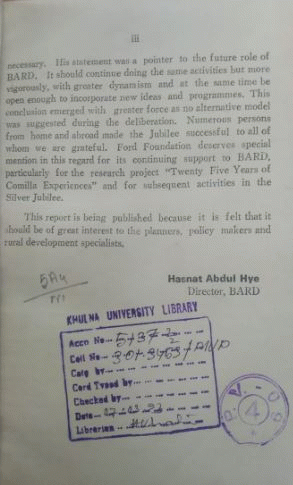 iii
necessary. His statement was a pointer to the future role of
BARD. It should continue doing the same activities but more
vigorously, with greater dynamism and at the same time be
open enough to incorporate new ideas and programmes. This
conclusion emerged with greater force as no alternative model
was suggested during the deliberation. Numerous persons
from home and abroad made the Jubilee successful to all of
whom we are grateful. Ford Foundation deserves special
mention in this regard for its continuing support to BARD,
particularly for the research project "Twenty Five Years of
Comilla Experiences" and for subsequent activities in the
Silver Jubilee.
This report is being published because it is felt that it
should be of great interest to the planners, policy makers and
rural development specialists.
Hasnat Abdul Hye
Director, BARD
KHULNA UNIVERSITY LIBRARY
Accn No
Call No
Catg by
Card Typed by
Checked by
Date
Librarian
4